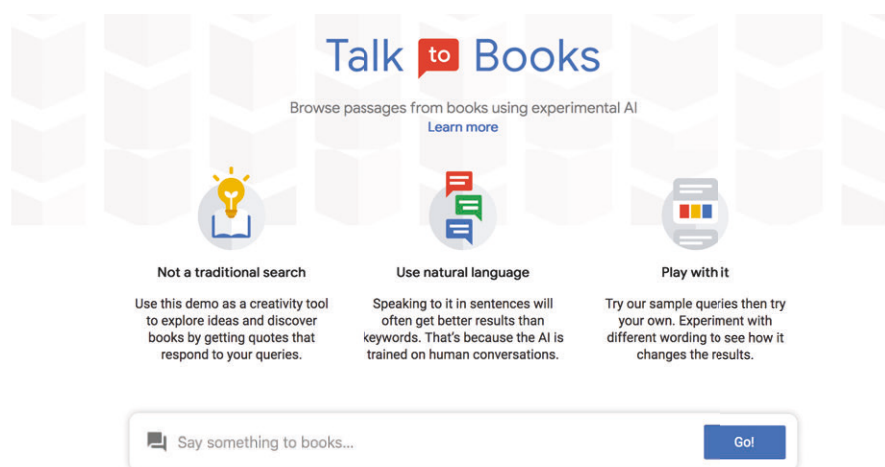 Talk to Books
Browse passages from books using experimental AI
Learn more
Not a traditional search
Use this demo as a creativity tool
to explore ideas and discover
books by getting quotes that
respond to your queries.
Use natural language
Speaking to it in sentences will
often get better results than
keywords. That's because the AI is
trained on human conversations.
Play with it
Try our sample queries then try
your own. Experiment with
different wording to see how it
changes the results.
Say something to books...
Go!